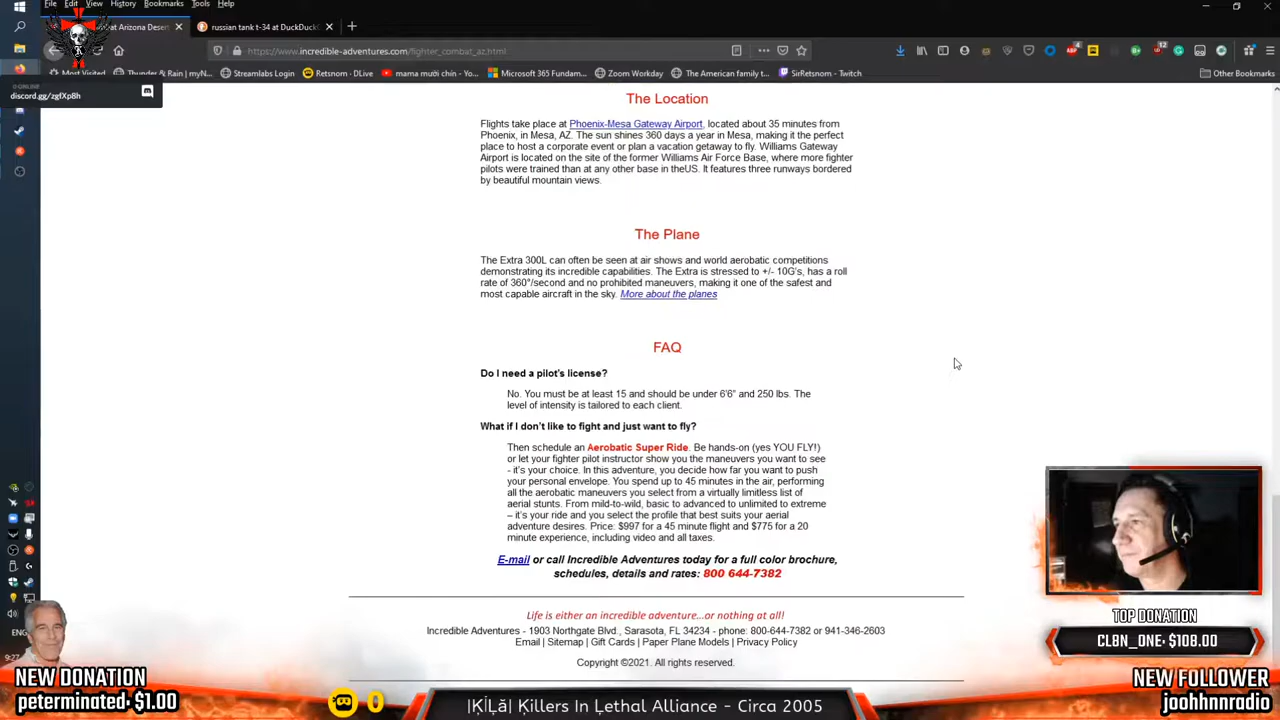 File Edit View History Bookmarks Tools Help
at Arizona Desert
russian tank t-34 at DuckDuck
https://www.incredible-adventures.com/fighter_combat_az.html
Most Visited
Thunder & Rain | myN...
Streamlabs Login
Retsnom - DLive
mama mười chín - Yo...
Microsoft 365 Fundam...
Zoom Workday
The American family t...
SirRetsnom - Twitch
Other Bookmarks
0 ONLINE
discord.gg/zgfXp8h
The Location
Flights take place at Phoenix-Mesa Gateway Airport, located about 35 minutes from
Phoenix, in Mesa, AZ. The sun shines 360 days a year in Mesa, making it the perfect
place to host a corporate event or plan a vacation getaway to fly. Williams Gateway
Airport is located on the site of the former Williams Air Force Base, where more fighter
pilots were trained than at any other base in theUS. It features three runways bordered
by beautiful mountain views.
The Plane
The Extra 300L can often be seen at air shows and world aerobatic competitions
demonstrating its incredible capabilities. The Extra is stressed to +/- 10G's, has a roll
rate of 360°/second and no prohibited maneuvers, making it one of the safest and
most capable aircraft in the sky. More about the planes
FAQ
Do I need a pilot's license?
No. You must be at least 15 and should be under 6'6" and 250 lbs. The
level of intensity is tailored to each client.
What if I don't like to fight and just want to fly?
Then schedule an Aerobatic Super Ride. Be hands-on (yes YOU FLY!)
or let your fighter pilot instructor show you the maneuvers you want to see
- it's your choice. In this adventure, you decide how far you want to push
your personal envelope. You spend up to 45 minutes in the air, performing
all the aerobatic maneuvers you select from a virtually limitless list of
aerial stunts. From mild-to-wild, basic to advanced to unlimited to extreme
– it's your ride and you select the profile that best suits your aerial
adventure desires. Price: $997 for a 45 minute flight and $775 for a 20
minute experience, including video and all taxes.
E-mail or call Incredible Adventures today for a full color brochure,
schedules, details and rates: 800 644-7382
Life is either an incredible adventure...or nothing at all!
Incredible Adventures - 1903 Northgate Blvd., Sarasota, FL 34234 - phone: 800-644-7382 or 941-346-2603
Email | Sitemap | Gift Cards | Paper Plane Models | Privacy Policy
Copyright ©2021. All rights reserved.
ENG
9:27
TOP DONATION
CL8N_ONE: $108.00
NEW DONATION
peterminated: $1.00
0
|ĶĺĻā| Ķillers In Ļethal Alliance - Circa 2005
NEW FOLLOWER
joohhnnradio